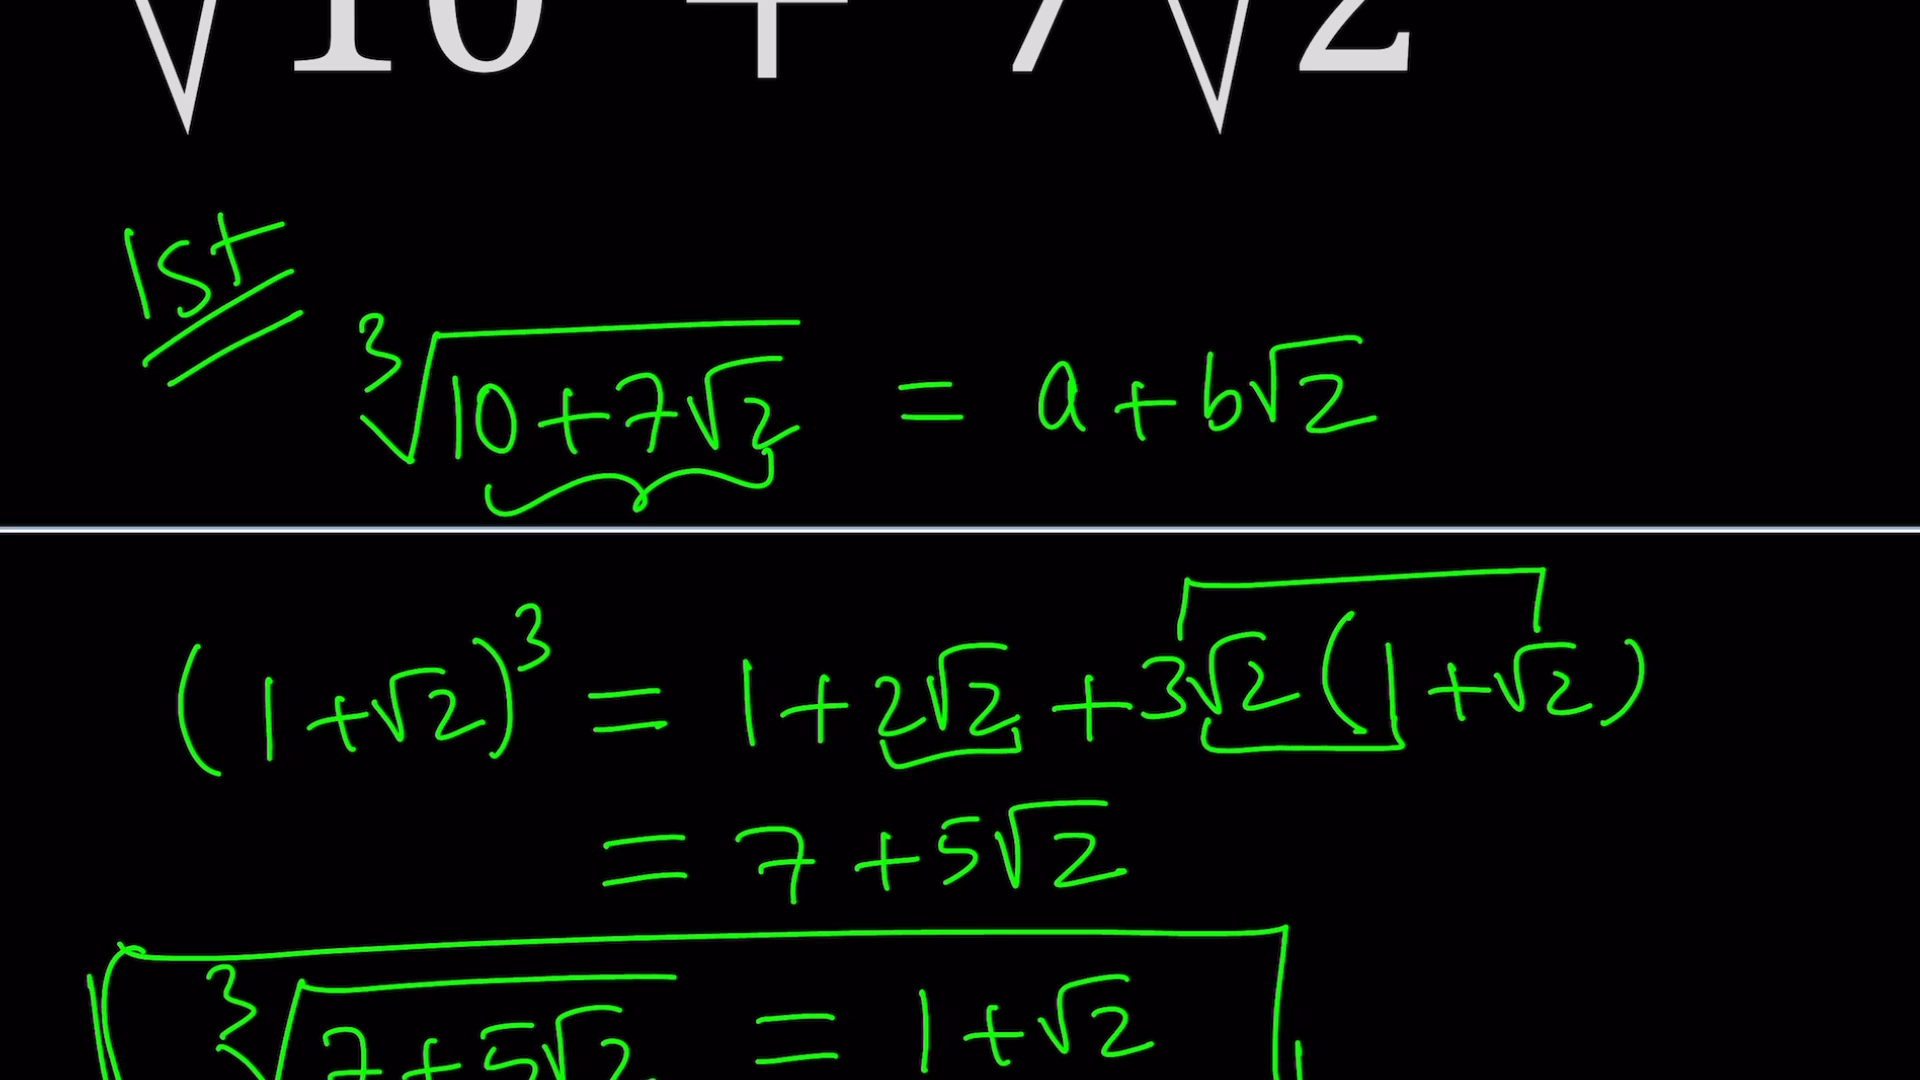 √10 + 7√2
1st
∛(10+7√2) = a+b√2
(1+√2)³ = 1+2√2+3√2(1+√2)
= 7+5√2
∛(7+5√2) = 1+√2